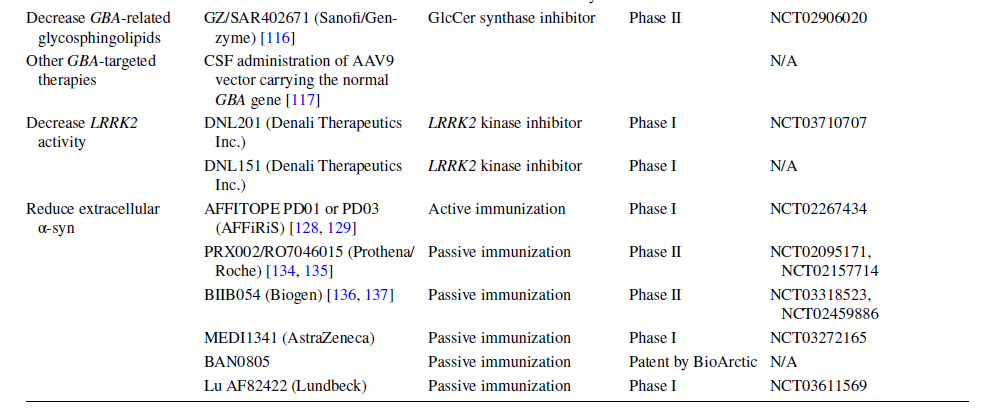 Decrease GBA-related GZ/SAR402671 (Sanofi/Gen- GlcCer synthase inhibitor Phase II NCT02906020
glycosphingolipids zyme) [116]
Other GBA-targeted CSF administration of AAV9 N/A
therapies vector carrying the normal
GBA gene [117]
Decrease LRRK2 DNL201 (Denali Therapeutics LRRK2 kinase inhibitor Phase I NCT03710707
activity Inc.)
DNL151 (Denali Therapeutics LRRK2 kinase inhibitor Phase I N/A
Inc.)
Reduce extracellular AFFITOPE PD01 or PD03 Active immunization Phase I NCT02267434
α-syn (AFFiRiS) [128, 129]
PRX002/RO7046015 (Prothena/ Passive immunization Phase II NCT02095171,
Roche) [134, 135] NCT02157714
BIIB054 (Biogen) [136, 137] Passive immunization Phase II NCT03318523,
NCT02459886
MEDI1341 (AstraZeneca) Passive immunization Phase I NCT03272165
BAN0805 Passive immunization Patent by BioArctic N/A
Lu AF82422 (Lundbeck) Passive immunization Phase I NCT03611569